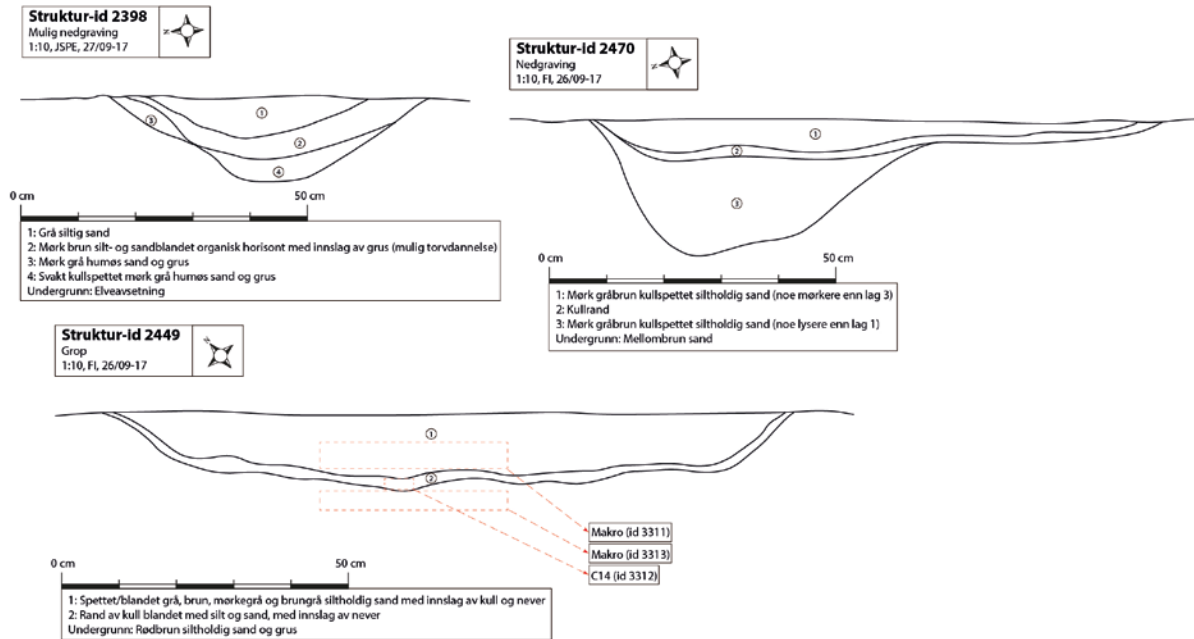 Struktur-id 2398
Mulig nedgraving
1:10, JSPE, 27/09-17
N
1
2
3
4
0 cm 50 cm
1: Grå siltig sand
2: Mørk brun silt- og sandblandet organisk horisont med innslag av grus (mulig torvdannelse)
3: Mørk grå humøs sand og grus
4: Svakt kullspettet mørk grå humøs sand og grus
Undergrunn: Elveavsetning
Struktur-id 2470
Nedgraving
1:10, FI, 26/09-17
N
1
2
3
0 cm 50 cm
1: Mørk gråbrun kullspettet siltholdig sand (noe mørkere enn lag 3)
2: Kullrand
3: Mørk gråbrun kullspettet siltholdig sand (noe lysere enn lag 1)
Undergrunn: Mellombrun sand
Struktur-id 2449
Grop
1:10, FI, 26/09-17
N
1
2
Makro (id 3311)
Makro (id 3313)
C14 (id 3312)
0 cm 50 cm
1: Spettet/blandet grå, brun, mørkegrå og brungrå siltholdig sand med innslag av kull og never
2: Rand av kull blandet med silt og sand, med innslag av never
Undergrunn: Rødbrun siltholdig sand og grus